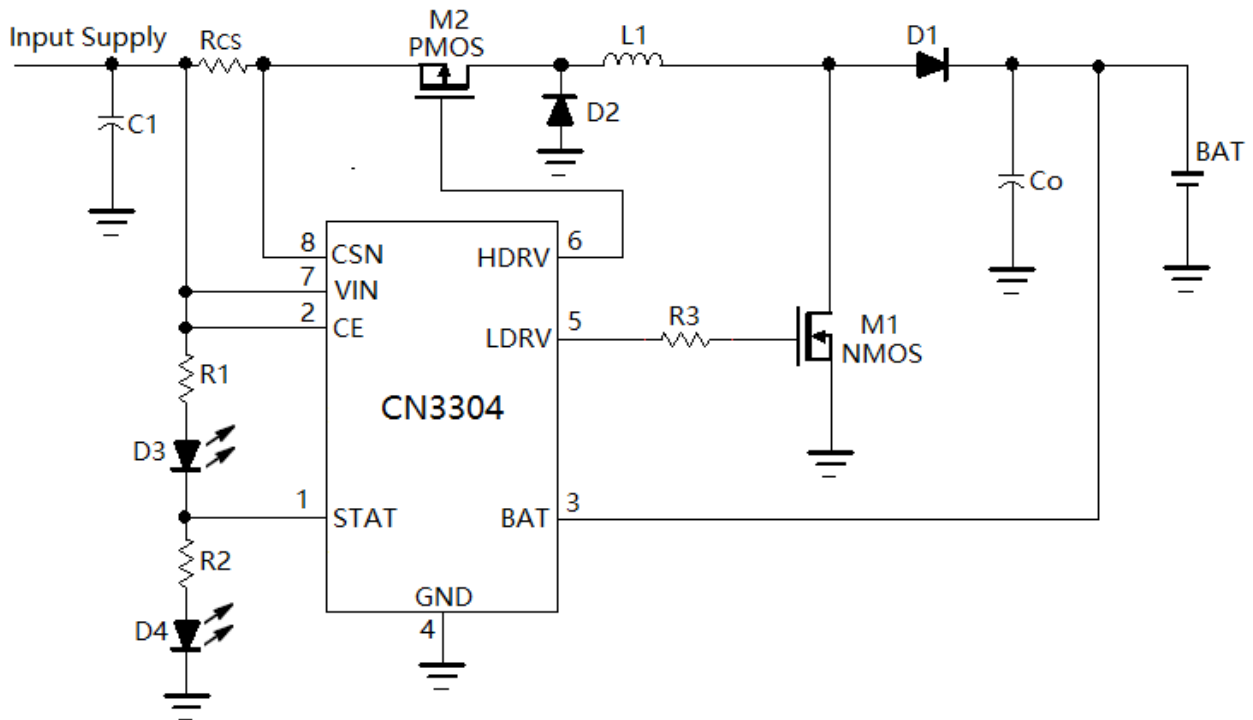 Input Supply
RCS
M2
PMOS
L1
D1
C1
D2
Co
BAT
8
CSN
7
VIN
2
CE
HDRV
6
LDRV
5
R3
M1
NMOS
R1
CN3304
D3
1
STAT
BAT
3
R2
GND
4
D4